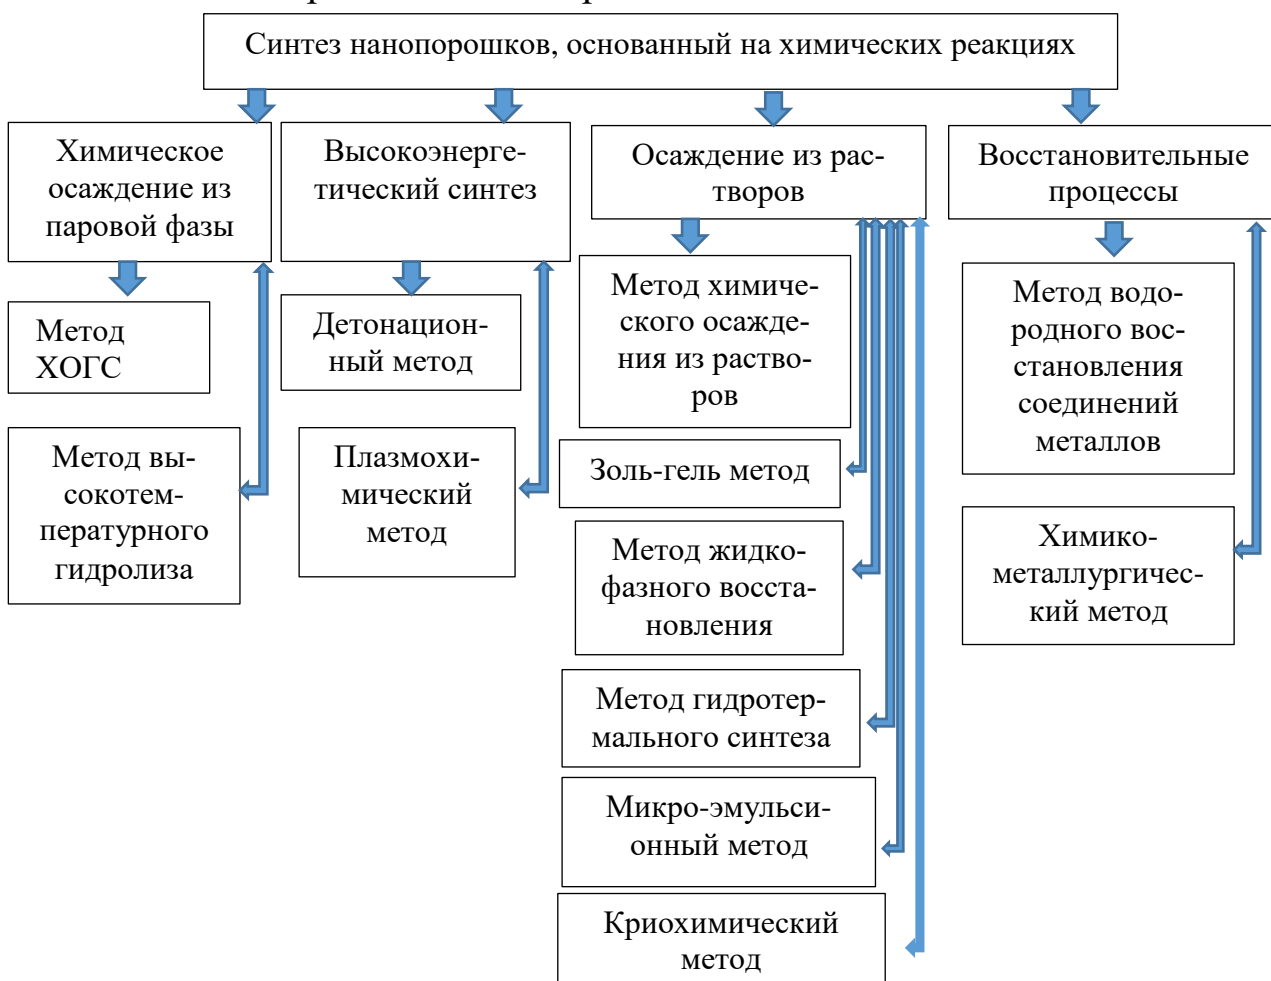 Синтез нанопорошков, основанный на химических реакциях
Химическое
осаждение из
паровой фазы
Высокоэнерге-
тический синтез
Осаждение из рас-
творов
Восстановительные
процессы
Метод
ХОГС
Детонацион-
ный метод
Метод химиче-
ского осажде-
ния из раство-
ров
Метод водо-
родного вос-
становления
соединений
металлов
Метод вы-
сокотем-
пературного
гидролиза
Плазмохи-
мический
метод
Золь-гель метод
Метод жидко-
фазного восста-
новления
Химико-
металлургичес-
кий метод
Метод гидротер-
мального синтеза
Микро-эмульси-
онный метод
Криохимический
метод